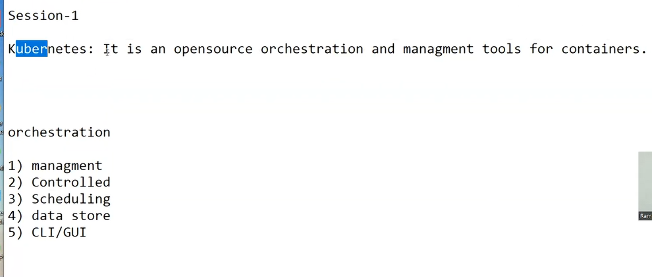 Session-1
Kubernetes: It is an opensource orchestration and managment tools for containers.
orchestration
1) managment
2) Controlled
3) Scheduling
4) data store
5) CLI/GUI
Ram